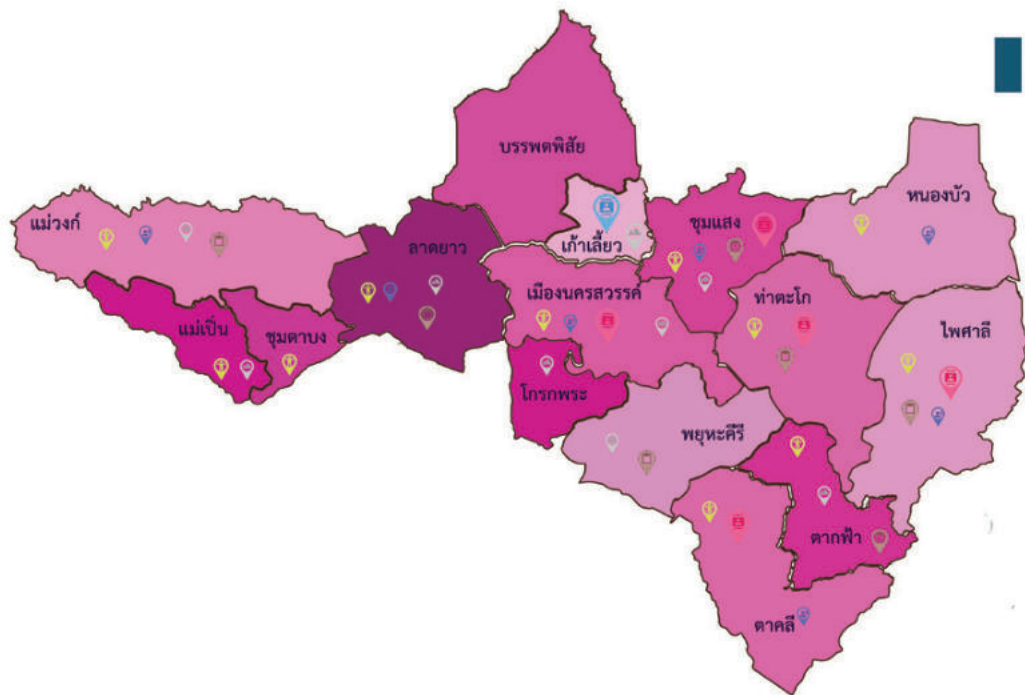 บรรพตพิสัย
หนองบัว
แม่วงก์
ลาดยาว
เก้าเลี้ยว
ชุมแสง
เมืองนครสวรรค์
ท่าตะโก
ไพศาลี
แม่เปิน
ชุมตาบง
โกรกพระ
พยุหะคีรี
ตากฟ้า
ตาคลี